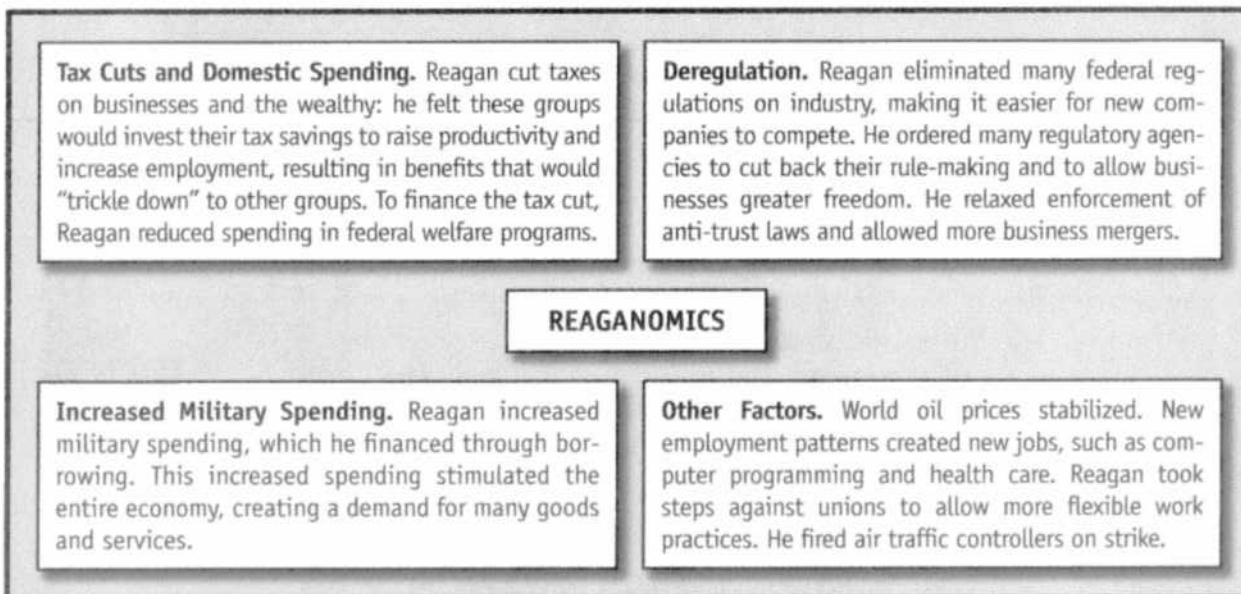 Tax Cuts and Domestic Spending. Reagan cut taxes
on businesses and the wealthy: he felt these groups
would invest their tax savings to raise productivity and
increase employment, resulting in benefits that would
“trickle down” to other groups. To finance the tax cut,
Reagan reduced spending in federal welfare programs.
Deregulation. Reagan eliminated many federal reg-
ulations on industry, making it easier for new com-
panies to compete. He ordered many regulatory agen-
cies to cut back their rule-making and to allow busi-
nesses greater freedom. He relaxed enforcement of
anti-trust laws and allowed more business mergers.
REAGANOMICS
Increased Military Spending. Reagan increased
military spending, which he financed through bor-
rowing. This increased spending stimulated the
entire economy, creating a demand for many goods
and services.
Other Factors. World oil prices stabilized. New
employment patterns created new jobs, such as com-
puter programming and health care. Reagan took
steps against unions to allow more flexible work
practices. He fired air traffic controllers on strike.